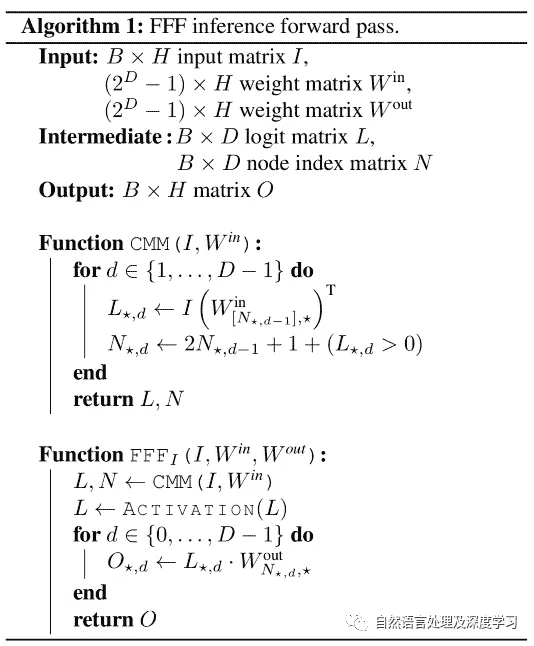 Algorithm 1: FFF inference forward pass.
Input: B × H input matrix I,
(2^D − 1) × H weight matrix W^in,
(2^D − 1) × H weight matrix W^out
Intermediate: B × D logit matrix L,
B × D node index matrix N
Output: B × H matrix O
Function CMM(I, W^in):
for d ∈ {1, . . . , D − 1} do
L_⋆,d ← I (W^in_[N_⋆,d−1],⋆)^T
N_⋆,d ← 2N_⋆,d−1 + 1 + (L_⋆,d > 0)
end
return L, N
Function FFF_I(I, W^in, W^out):
L, N ← CMM(I, W^in)
L ← ACTIVATION(L)
for d ∈ {0, . . . , D − 1} do
O_⋆,d ← L_⋆,d · W^out_N_⋆,d,⋆
end
return O
自然语言处理及深度学习